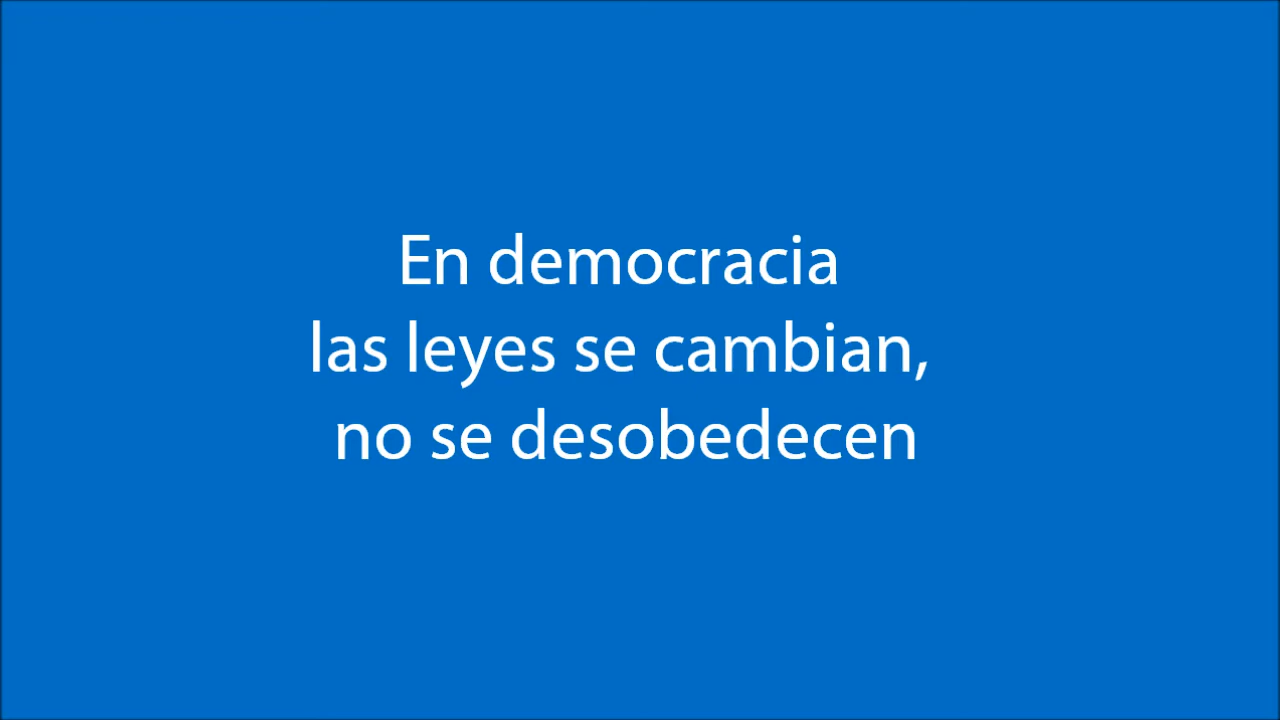 En democracia
las leyes se cambian,
no se desobedecen